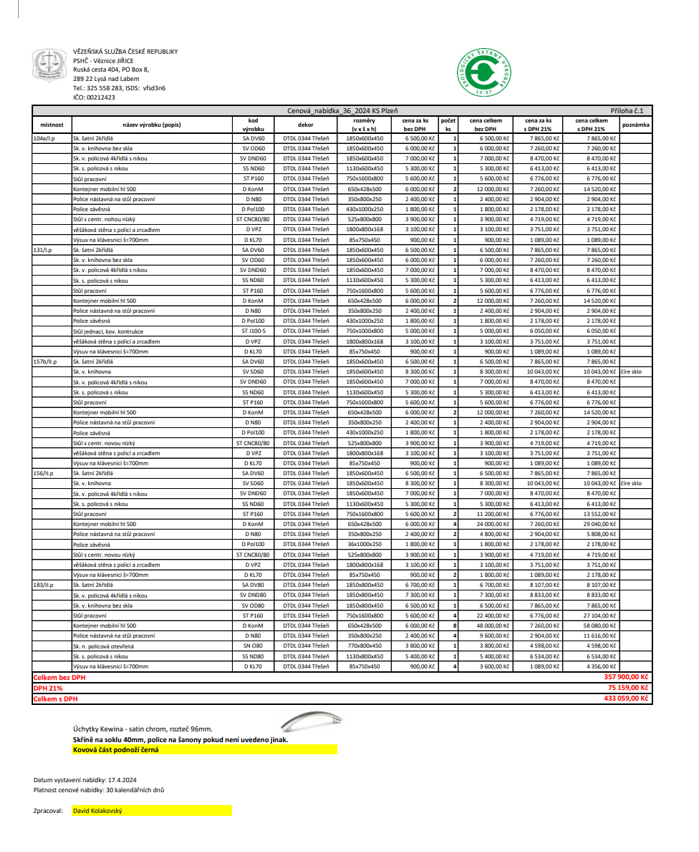 VĚZEŇSKÁ SLUŽBA ČESKÉ REPUBLIKY
PSHČ - Věznice JIŘICE
Ruská cesta 404, PO Box 8,
289 22 Lysá nad Labem
Tel.: 325 558 283, ISDS: vfsd3n6
IČO: 00212423
EKOLOGICKY ŠETRNÝ VÝROBEK
Cenová_nabídka_36_2024 KS Plzeň Příloha č.1
místnost název výrobku (popis) kód výrobku dekor rozměry (v x š x h) cena za ks bez DPH počet ks cena celkem bez DPH cena za ks s DPH 21% cena celkem s DPH 21% poznámka
104a/I.p Sk. šatní 2křídlá SA DV60 DTDL 0344 Třešeň 1850x600x450 6 500,00 Kč 1 6 500,00 Kč 7 865,00 Kč 7 865,00 Kč
Sk. v. knihovna bez skla SV OD60 DTDL 0344 Třešeň 1850x600x450 6 000,00 Kč 1 6 000,00 Kč 7 260,00 Kč 7 260,00 Kč
Sk. v. policová 4křídlá s nikou SV DND60 DTDL 0344 Třešeň 1850x600x450 7 000,00 Kč 1 7 000,00 Kč 8 470,00 Kč 8 470,00 Kč
Sk. s. policová s nikou SS ND60 DTDL 0344 Třešeň 1130x600x450 5 300,00 Kč 1 5 300,00 Kč 6 413,00 Kč 6 413,00 Kč
Stůl pracovní ST P160 DTDL 0344 Třešeň 750x1600x800 5 600,00 Kč 1 5 600,00 Kč 6 776,00 Kč 6 776,00 Kč
Kontejner mobilní hl 500 D KonM DTDL 0344 Třešeň 650x428x500 6 000,00 Kč 2 12 000,00 Kč 7 260,00 Kč 14 520,00 Kč
Police nástavná na stůl pracovní D N80 DTDL 0344 Třešeň 350x800x250 2 400,00 Kč 1 2 400,00 Kč 2 904,00 Kč 2 904,00 Kč
Police závěsná D Pol100 DTDL 0344 Třešeň 430x1000x250 1 800,00 Kč 1 1 800,00 Kč 2 178,00 Kč 2 178,00 Kč
Stůl s centr. nohou nízký ST CNC80/80 DTDL 0344 Třešeň 525x800x800 3 900,00 Kč 1 3 900,00 Kč 4 719,00 Kč 4 719,00 Kč
věšáková stěna s policí a zrcadlem D VPZ DTDL 0344 Třešeň 1800x800x168 3 100,00 Kč 1 3 100,00 Kč 3 751,00 Kč 3 751,00 Kč
Výsuv na klávesnici š=700mm D KL70 DTDL 0344 Třešeň 85x750x450 900,00 Kč 1 900,00 Kč 1 089,00 Kč 1 089,00 Kč
131/I.p Sk. šatní 2křídlá SA DV60 DTDL 0344 Třešeň 1850x600x450 6 500,00 Kč 1 6 500,00 Kč 7 865,00 Kč 7 865,00 Kč
Sk. v. knihovna bez skla SV OD60 DTDL 0344 Třešeň 1850x600x450 6 000,00 Kč 1 6 000,00 Kč 7 260,00 Kč 7 260,00 Kč
Sk. v. policová 4křídlá s nikou SV DND60 DTDL 0344 Třešeň 1850x600x450 7 000,00 Kč 1 7 000,00 Kč 8 470,00 Kč 8 470,00 Kč
Sk. s. policová s nikou SS ND60 DTDL 0344 Třešeň 1130x600x450 5 300,00 Kč 1 5 300,00 Kč 6 413,00 Kč 6 413,00 Kč
Stůl pracovní ST P160 DTDL 0344 Třešeň 750x1600x800 5 600,00 Kč 1 5 600,00 Kč 6 776,00 Kč 6 776,00 Kč
Kontejner mobilní hl 500 D KonM DTDL 0344 Třešeň 650x428x500 6 000,00 Kč 2 12 000,00 Kč 7 260,00 Kč 14 520,00 Kč
Police nástavná na stůl pracovní D N80 DTDL 0344 Třešeň 350x800x250 2 400,00 Kč 1 2 400,00 Kč 2 904,00 Kč 2 904,00 Kč
Police závěsná D Pol100 DTDL 0344 Třešeň 430x1000x250 1 800,00 Kč 1 1 800,00 Kč 2 178,00 Kč 2 178,00 Kč
Stůl jednací, kov. kontrukce ST J100-S DTDL 0344 Třešeň 750x1000x800 5 000,00 Kč 1 5 000,00 Kč 6 050,00 Kč 6 050,00 Kč
věšáková stěna s policí a zrcadlem D VPZ DTDL 0344 Třešeň 1800x800x168 3 100,00 Kč 1 3 100,00 Kč 3 751,00 Kč 3 751,00 Kč
Výsuv na klávesnici š=700mm D KL70 DTDL 0344 Třešeň 85x750x450 900,00 Kč 1 900,00 Kč 1 089,00 Kč 1 089,00 Kč
157b/II.p Sk. šatní 2křídlá SA DV60 DTDL 0344 Třešeň 1850x600x450 6 500,00 Kč 1 6 500,00 Kč 7 865,00 Kč 7 865,00 Kč
Sk. v. knihovna SV SD60 DTDL 0344 Třešeň 1850x600x450 8 300,00 Kč 1 8 300,00 Kč 10 043,00 Kč 10 043,00 Kč čire sklo
Sk. v. policová 4křídlá s nikou SV DND60 DTDL 0344 Třešeň 1850x600x450 7 000,00 Kč 1 7 000,00 Kč 8 470,00 Kč 8 470,00 Kč
Sk. s. policová s nikou SS ND60 DTDL 0344 Třešeň 1130x600x450 5 300,00 Kč 1 5 300,00 Kč 6 413,00 Kč 6 413,00 Kč
Stůl pracovní ST P160 DTDL 0344 Třešeň 750x1600x800 5 600,00 Kč 1 5 600,00 Kč 6 776,00 Kč 6 776,00 Kč
Kontejner mobilní hl 500 D KonM DTDL 0344 Třešeň 650x428x500 6 000,00 Kč 2 12 000,00 Kč 7 260,00 Kč 14 520,00 Kč
Police nástavná na stůl pracovní D N80 DTDL 0344 Třešeň 350x800x250 2 400,00 Kč 1 2 400,00 Kč 2 904,00 Kč 2 904,00 Kč
Police závěsná D Pol100 DTDL 0344 Třešeň 430x1000x250 1 800,00 Kč 1 1 800,00 Kč 2 178,00 Kč 2 178,00 Kč
Stůl s centr. novou nízký ST CNC80/80 DTDL 0344 Třešeň 525x800x800 3 900,00 Kč 1 3 900,00 Kč 4 719,00 Kč 4 719,00 Kč
věšáková stěna s policí a zrcadlem D VPZ DTDL 0344 Třešeň 1800x800x168 3 100,00 Kč 1 3 100,00 Kč 3 751,00 Kč 3 751,00 Kč
Výsuv na klávesnici š=700mm D KL70 DTDL 0344 Třešeň 85x750x450 900,00 Kč 1 900,00 Kč 1 089,00 Kč 1 089,00 Kč
156/II.p Sk. šatní 2křídlá SA DV60 DTDL 0344 Třešeň 1850x600x450 6 500,00 Kč 1 6 500,00 Kč 7 865,00 Kč 7 865,00 Kč
Sk. v. knihovna SV SD60 DTDL 0344 Třešeň 1850x600x450 8 300,00 Kč 1 8 300,00 Kč 10 043,00 Kč 10 043,00 Kč čire sklo
Sk. v. policová 4křídlá s nikou SV DND60 DTDL 0344 Třešeň 1850x600x450 7 000,00 Kč 1 7 000,00 Kč 8 470,00 Kč 8 470,00 Kč
Sk. s. policová s nikou SS ND60 DTDL 0344 Třešeň 1130x600x450 5 300,00 Kč 1 5 300,00 Kč 6 413,00 Kč 6 413,00 Kč
Stůl pracovní ST P160 DTDL 0344 Třešeň 750x1600x800 5 600,00 Kč 2 11 200,00 Kč 6 776,00 Kč 13 552,00 Kč
Kontejner mobilní hl 500 D KonM DTDL 0344 Třešeň 650x428x500 6 000,00 Kč 4 24 000,00 Kč 7 260,00 Kč 29 040,00 Kč
Police nástavná na stůl pracovní D N80 DTDL 0344 Třešeň 350x800x250 2 400,00 Kč 2 4 800,00 Kč 2 904,00 Kč 5 808,00 Kč
Police závěsná D Pol100 DTDL 0344 Třešeň 36x1000x250 1 800,00 Kč 1 1 800,00 Kč 2 178,00 Kč 2 178,00 Kč
Stůl s centr. novou nízký ST CNC80/80 DTDL 0344 Třešeň 525x800x800 3 900,00 Kč 1 3 900,00 Kč 4 719,00 Kč 4 719,00 Kč
věšáková stěna s policí a zrcadlem D VPZ DTDL 0344 Třešeň 1800x800x168 3 100,00 Kč 1 3 100,00 Kč 3 751,00 Kč 3 751,00 Kč
Výsuv na klávesnici š=700mm D KL70 DTDL 0344 Třešeň 85x750x450 900,00 Kč 2 1 800,00 Kč 1 089,00 Kč 2 178,00 Kč
183/II.p Sk. šatní 2křídlá SA DV80 DTDL 0344 Třešeň 1850x800x450 6 700,00 Kč 1 6 700,00 Kč 8 107,00 Kč 8 107,00 Kč
Sk. v. policová 4křídlá s nikou SV DND80 DTDL 0344 Třešeň 1850x800x450 7 300,00 Kč 1 7 300,00 Kč 8 833,00 Kč 8 833,00 Kč
Sk. v. knihovna bez skla SV OD80 DTDL 0344 Třešeň 1850x800x450 6 500,00 Kč 1 6 500,00 Kč 7 865,00 Kč 7 865,00 Kč
Stůl pracovní ST P160 DTDL 0344 Třešeň 750x1600x800 5 600,00 Kč 4 22 400,00 Kč 6 776,00 Kč 27 104,00 Kč
Kontejner mobilní hl 500 D KonM DTDL 0344 Třešeň 650x428x500 6 000,00 Kč 8 48 000,00 Kč 7 260,00 Kč 58 080,00 Kč
Police nástavná na stůl pracovní D N80 DTDL 0344 Třešeň 350x800x250 2 400,00 Kč 4 9 600,00 Kč 2 904,00 Kč 11 616,00 Kč
Sk. n. policová otevřená SN O80 DTDL 0344 Třešeň 770x800x450 3 800,00 Kč 1 3 800,00 Kč 4 598,00 Kč 4 598,00 Kč
Sk. s. policová s nikou SS ND80 DTDL 0344 Třešeň 1130x800x450 5 400,00 Kč 1 5 400,00 Kč 6 534,00 Kč 6 534,00 Kč
Výsuv na klávesnici š=700mm D KL70 DTDL 0344 Třešeň 85x750x450 900,00 Kč 4 3 600,00 Kč 1 089,00 Kč 4 356,00 Kč
Celkem bez DPH 357 900,00 Kč
DPH 21% 75 159,00 Kč
Celkem s DPH 433 059,00 Kč
Úchytky Kewina - satin chrom, rozteč 96mm.
Skříně na soklu 40mm, police na šanony pokud není uvedeno jinak.
Kovová část podnoží černá
Datum vystavení nabídky: 17.4.2024
Platnost cenové nabídky: 30 kalendářních dnů
Zpracoval: David Kolakovský